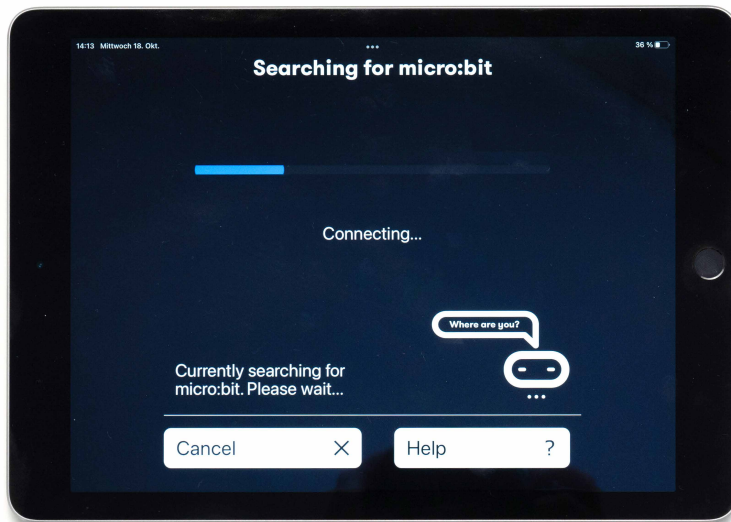 14:13 Mittwoch 18. Okt.
36 %
Searching for micro:bit
Connecting...
Where are you?
Currently searching for
micro:bit. Please wait...
Cancel
Help ?